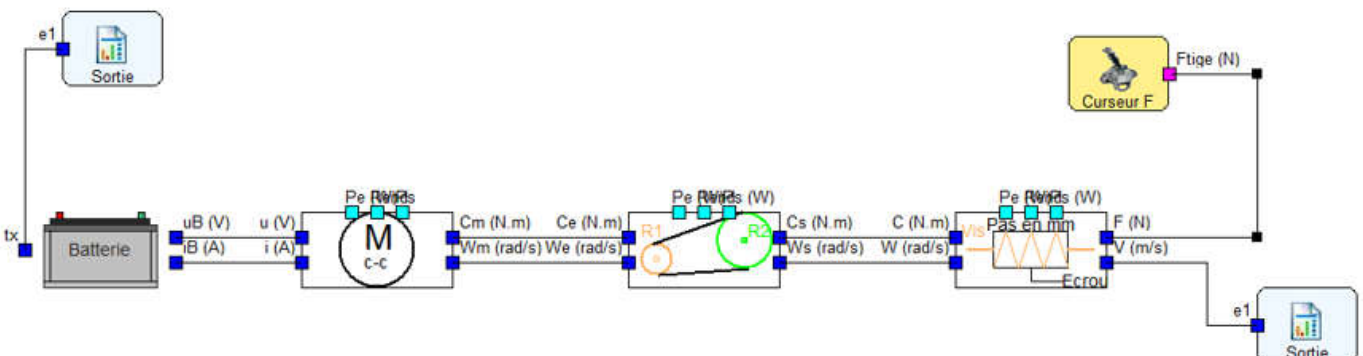 e1
Sortie
tx
Batterie
uB (V)
iB (A)
u (V)
i (A)
Pe
M
c-c
Cm (N.m)
Wm (rad/s)
Ce (N.m)
We (rad/s)
Pe
(W)
R1
R2
Cs (N.m)
Ws (rad/s)
C (N.m)
W (rad/s)
Pe
(W)
Vis
Pas en mm
Ecrou
F (N)
V (m/s)
Ftige (N)
Curseur F
e1
Sortie